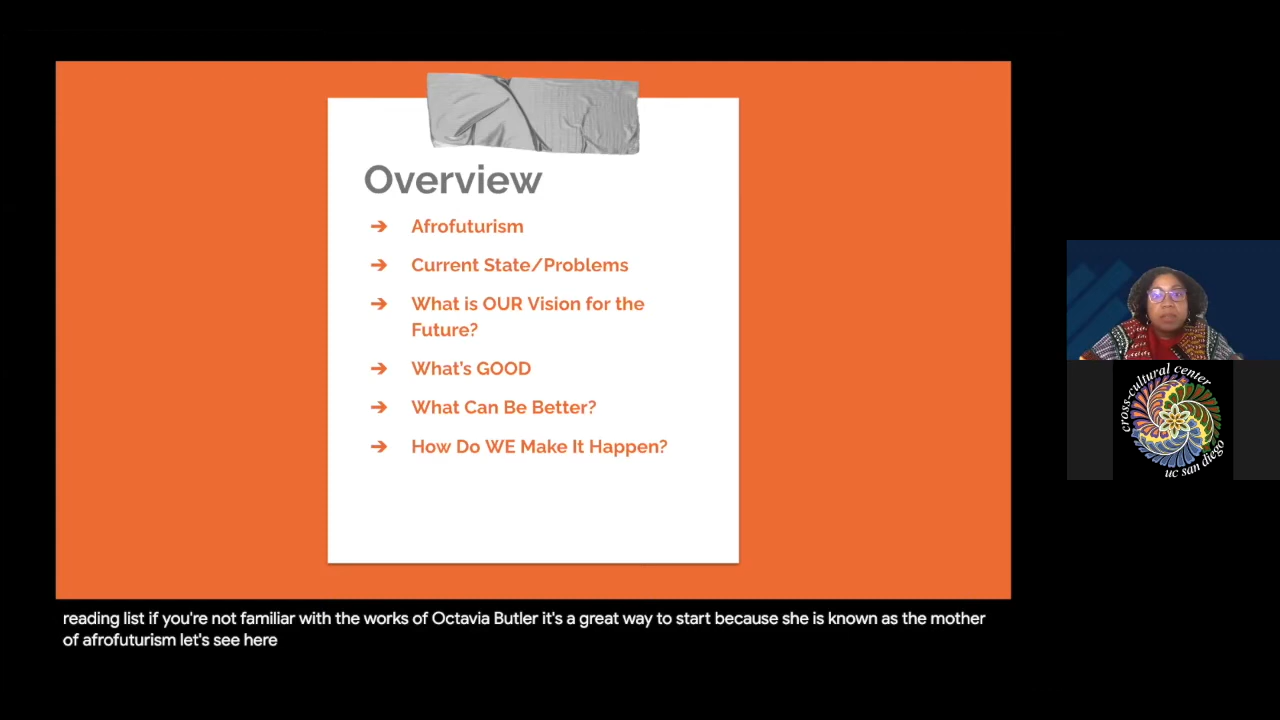 Overview
➔ Afrofuturism
➔ Current State/Problems
➔ What is OUR Vision for the
Future?
➔ What's GOOD
➔ What Can Be Better?
➔ How Do WE Make It Happen?
cross-cultural center
uc san diego
reading list if you're not familiar with the works of Octavia Butler it's a great way to start because she is known as the mother
of afrofuturism let's see here